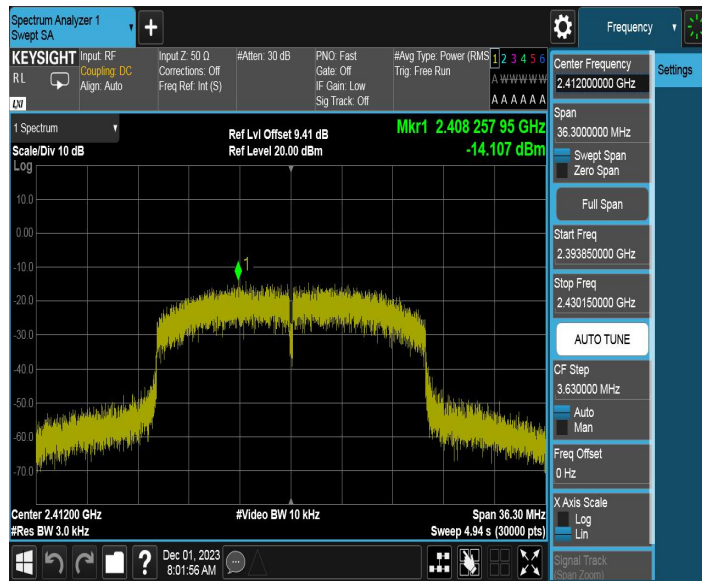 Spectrum Analyzer 1
Swept SA
Frequency
KEYSIGHT
RL
LXI
Input: RF
Coupling: DC
Align: Auto
Input Z: 50 Ω
Corrections: Off
Freq Ref: Int (S)
#Atten: 30 dB
PNO: Fast
Gate: Off
IF Gain: Low
Sig Track: Off
#Avg Type: Power (RMS
Trig: Free Run
1 2 3 4 5 6
A W W W W W
A A A A A A
1 Spectrum
Scale/Div 10 dB
Log
Ref Lvl Offset 9.41 dB
Ref Level 20.00 dBm
Mkr1 2.408 257 95 GHz
-14.107 dBm
10.0
0.00
-10.0
-20.0
-30.0
-40.0
-50.0
-60.0
-70.0
1
Center 2.41200 GHz
#Res BW 3.0 kHz
#Video BW 10 kHz
Span 36.30 MHz
Sweep 4.94 s (30000 pts)
Dec 01, 2023
8:01:56 AM
?
Center Frequency
2.412000000 GHz
Span
36.3000000 MHz
Swept Span
Zero Span
Full Span
Start Freq
2.393850000 GHz
Stop Freq
2.430150000 GHz
AUTO TUNE
CF Step
3.630000 MHz
Auto
Man
Freq Offset
0 Hz
X Axis Scale
Log
Lin
Signal Track
(Span Zoom)
Settings